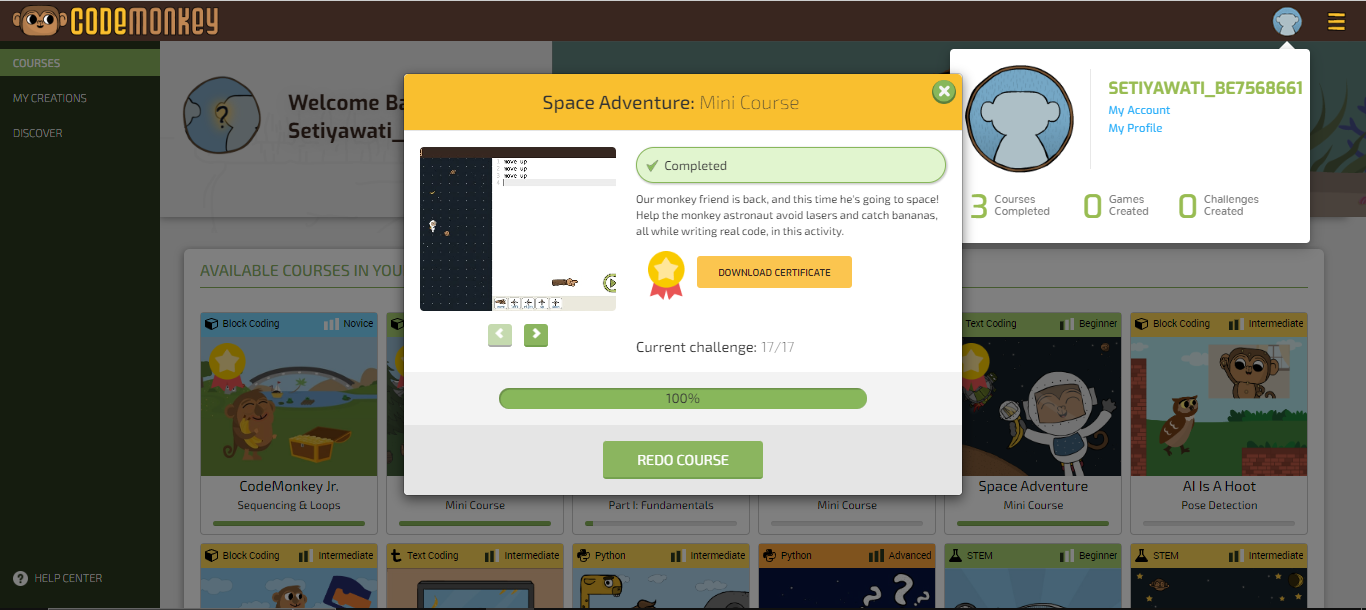 CODEMONKEY
COURSES
MY CREATIONS
DISCOVER
HELP CENTER
Welcome Ba
Setiyawati_
SETIYAWATI_BE7568661
My Account
My Profile
3 Courses Completed
0 Games Created
0 Challenges Created
Space Adventure: Mini Course
1 move up
2 move up
3 move up
4
Completed
Our monkey friend is back, and this time he's going to space!
Help the monkey astronaut avoid lasers and catch bananas,
all while writing real code, in this activity.
DOWNLOAD CERTIFICATE
Current challenge: 17/17
100%
REDO COURSE
AVAILABLE COURSES IN YOU
Block Coding Novice
Text Coding Beginner
Block Coding Intermediate
CodeMonkey Jr.
Sequencing & Loops
Mini Course
Part I: Fundamentals
Mini Course
Space Adventure
Mini Course
AI Is A Hoot
Pose Detection
Block Coding Intermediate
Text Coding Intermediate
Python Intermediate
Python Advanced
STEM Beginner
STEM Intermediate